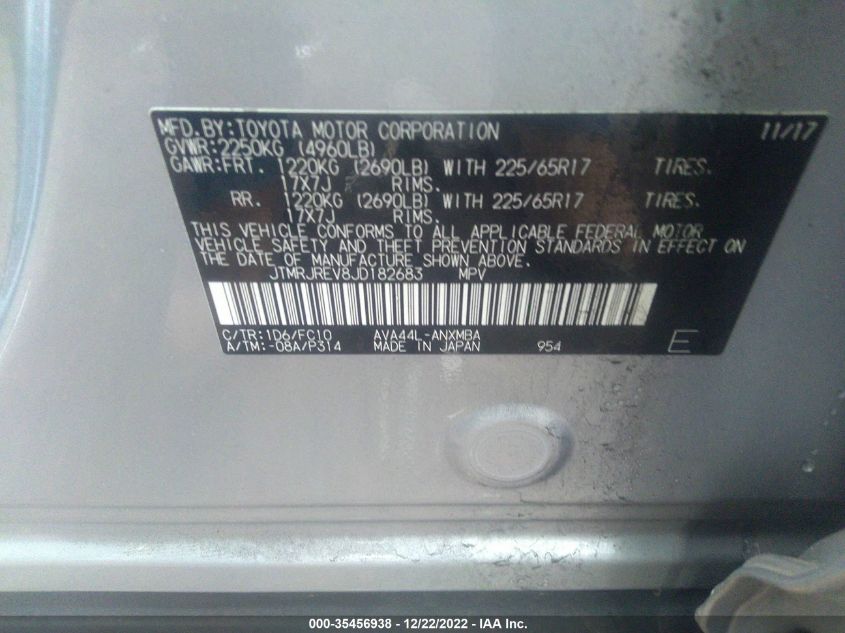 MFD.BY:TOYOTA MOTOR CORPORATION 11/17
GVWR:2250KG (4960LB)
GAWR:FRT. 1220KG (2690LB) WITH 225/65R17 TIRES.
17X7J RIMS.
RR. 1220KG (2690LB) WITH 225/65R17 TIRES.
17X7J RIMS.
THIS VEHICLE CONFORMS TO ALL APPLICABLE FEDERAL MOTOR
VEHICLE SAFETY AND THEFT PREVENTION STANDARDS IN EFFECT ON
THE DATE OF MANUFACTURE SHOWN ABOVE.
JTMRJREV8JD182683 MPV
C/TR:1D6/FC10 AVA44L-ANXMBA
A/TM:-08A/P314 MADE IN JAPAN 954 E
000-35456938 - 12/22/2022 - IAA Inc.